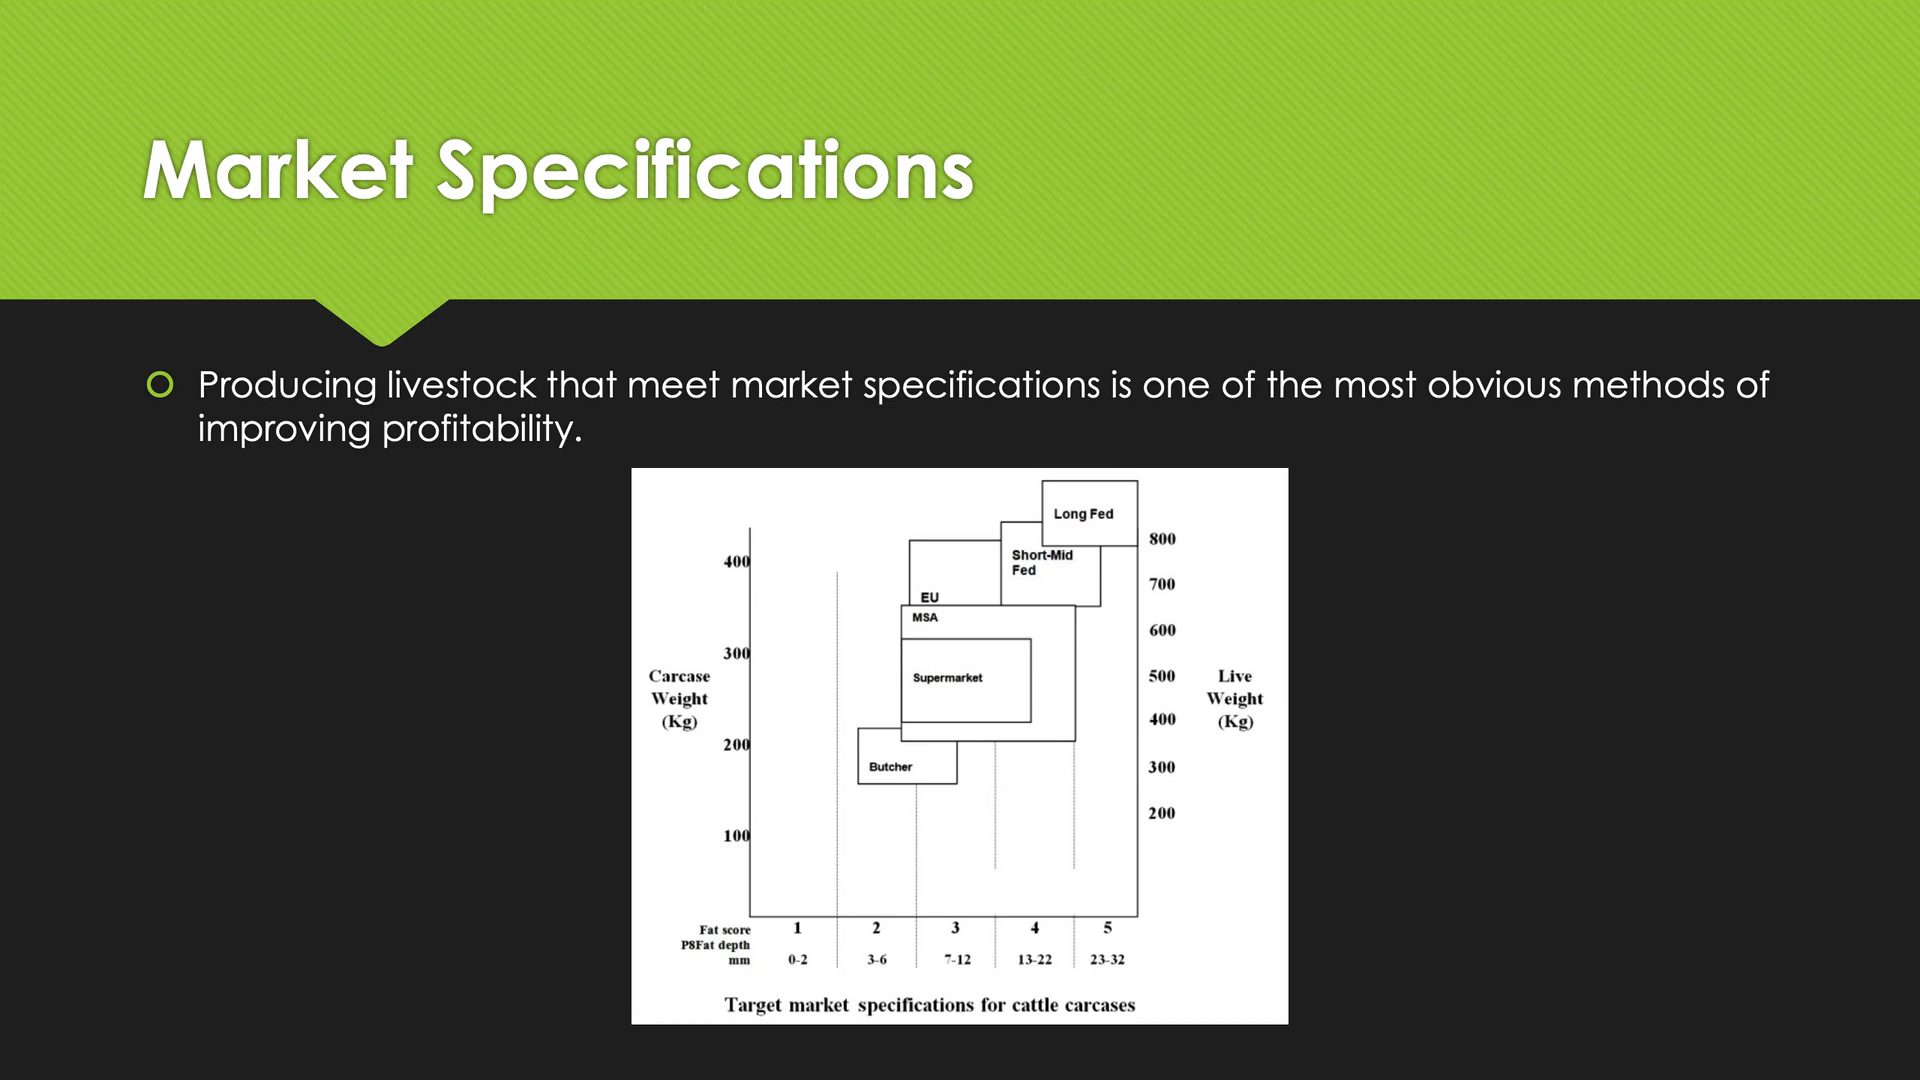 Market Specifications
Producing livestock that meet market specifications is one of the most obvious methods of
improving profitability.
Long Fed
800
Short-Mid
Fed
400
700
EU
MSA
600
300
Carcase
Weight
(Kg)
Supermarket
500
Live
Weight
(Kg)
400
200
Butcher
300
200
100
Fat score
1
2
3
4
5
P8Fat depth
mm
0-2
3-6
7-12
13-22
23-32
Target market specifications for cattle carcases